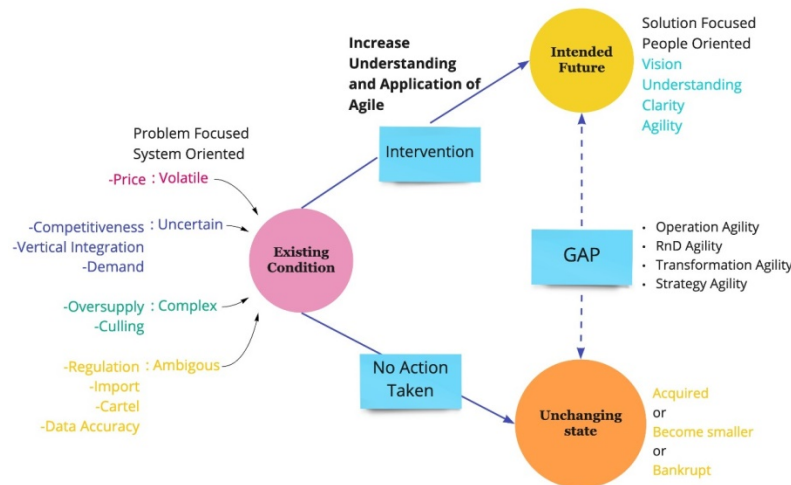 Increase
Understanding
and Application of
Agile
Intended
Future
Solution Focused
People Oriented
Vision
Understanding
Clarity
Agility
Problem Focused
System Oriented
-Price : Volatile
-Competitiveness : Uncertain
-Vertical Integration
-Demand
-Oversupply : Complex
-Culling
-Regulation : Ambigous
-Import
-Cartel
-Data Accuracy
Existing
Condition
Intervention
GAP
• Operation Agility
• RnD Agility
• Transformation Agility
• Strategy Agility
No Action
Taken
Unchanging
state
Acquired
or
Become smaller
or
Bankrupt